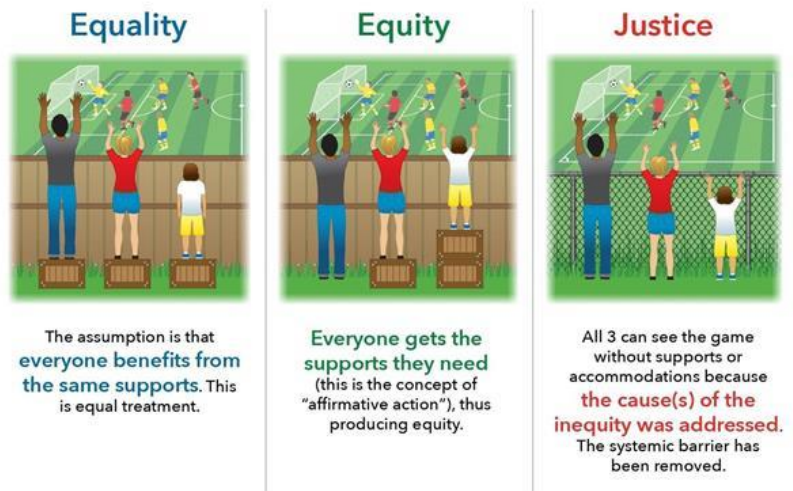 Equality
The assumption is that
everyone benefits from
the same supports. This
is equal treatment.
Equity
Everyone gets the
supports they need
(this is the concept of
"affirmative action"), thus
producing equity.
Justice
All 3 can see the game
without supports or
accommodations because
the cause(s) of the
inequity was addressed.
The systemic barrier has
been removed.